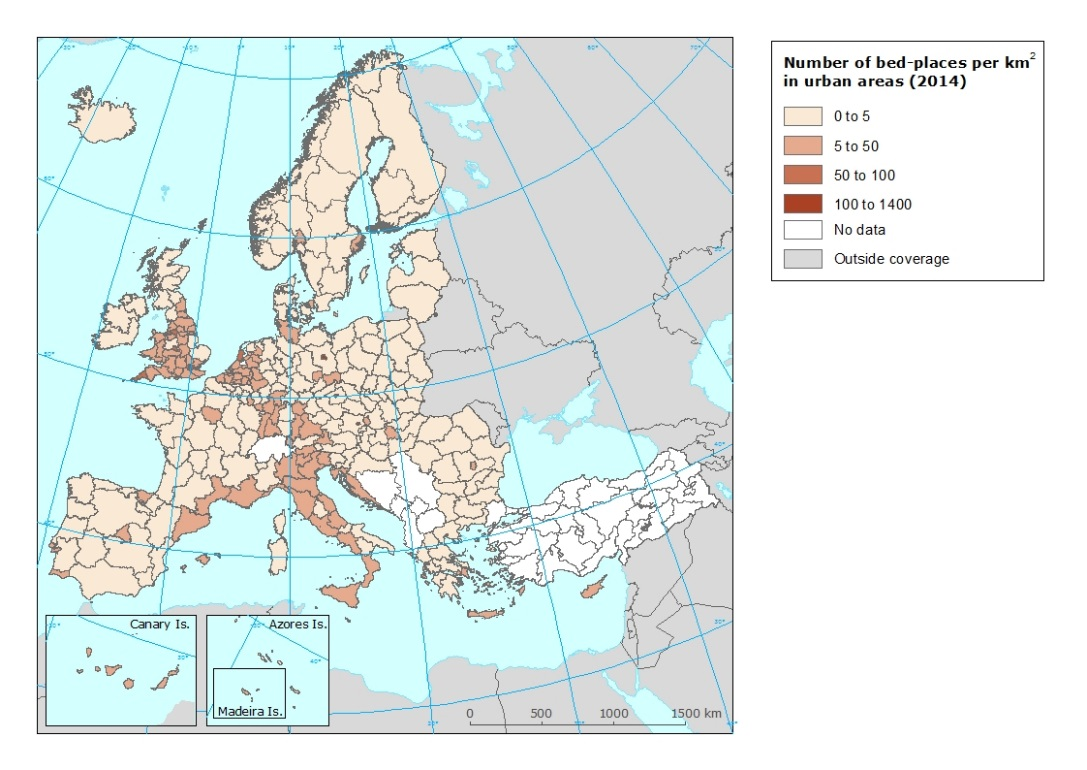 Number of bed-places per km2
in urban areas (2014)
0 to 5
5 to 50
50 to 100
100 to 1400
No data
Outside coverage
Canary Is.
Azores Is.
Madeira Is.
0 500 1000 1500 km